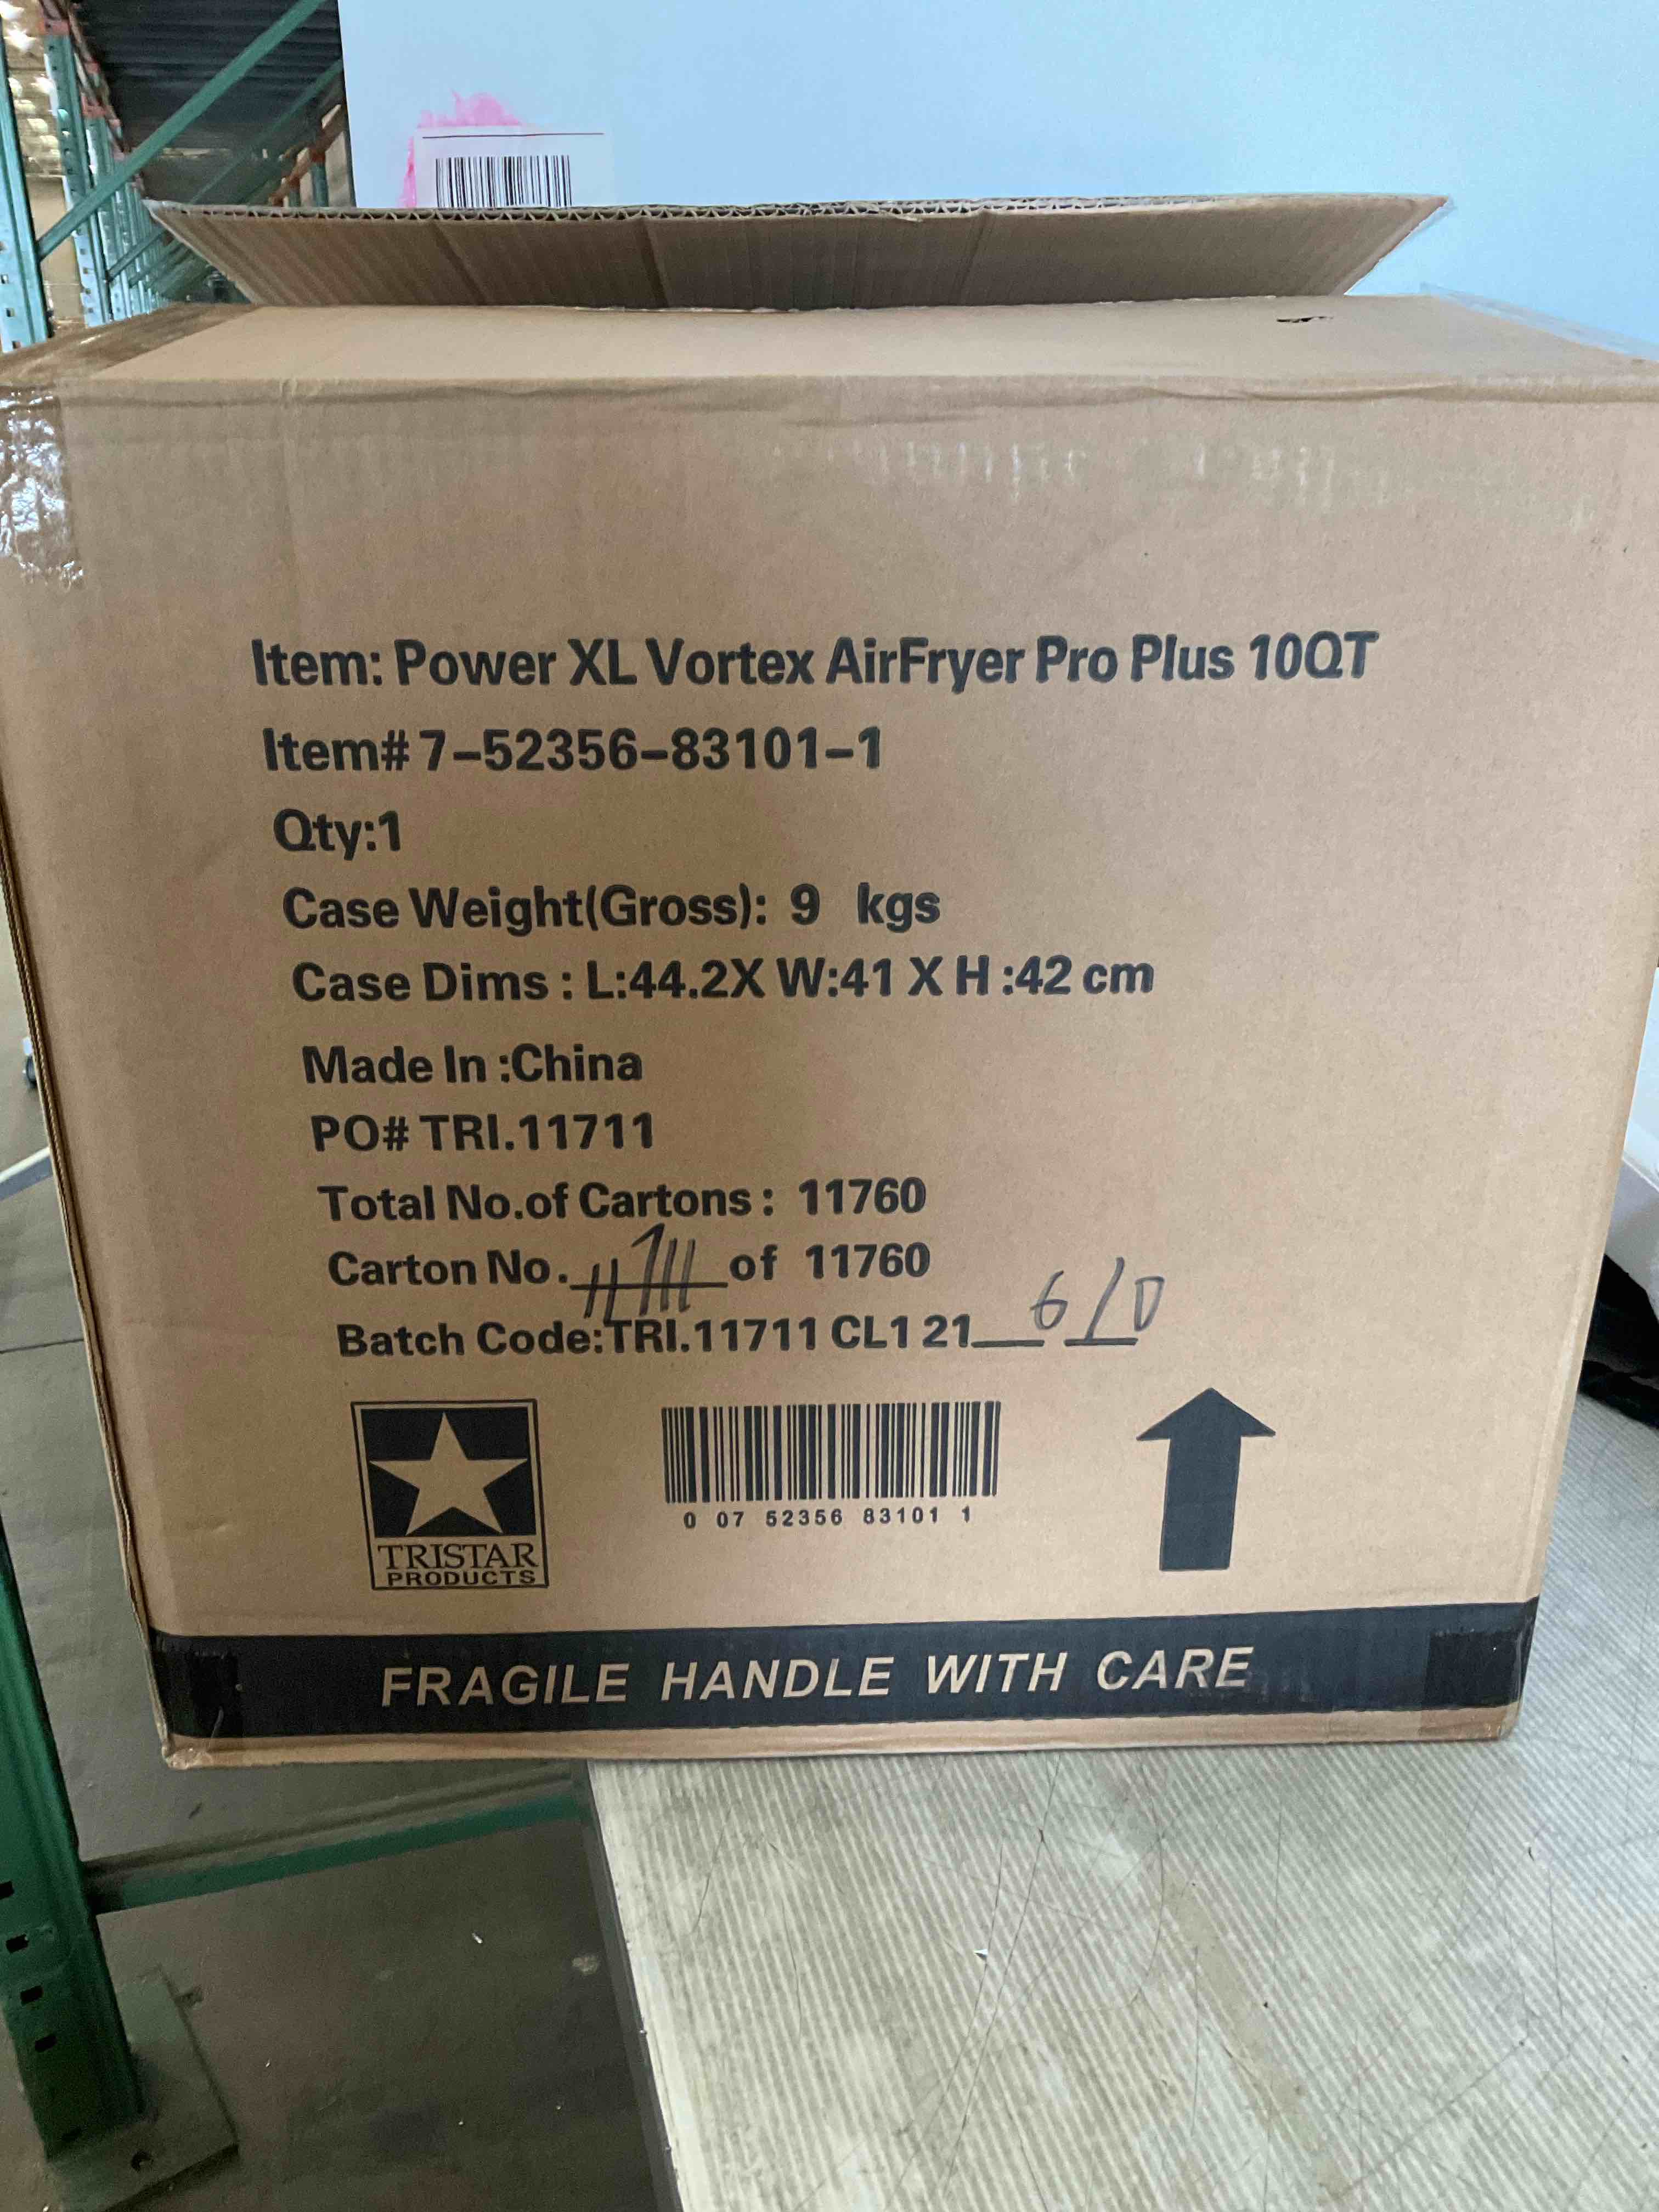 Item: Power XL Vortex AirFryer Pro Plus 10QT
Item# 7-52356-83101-1
Qty:1
Case Weight(Gross): 9 kgs
Case Dims : L:44.2X W:41 X H :42 cm
Made In :China
PO# TRI.11711
Total No.of Cartons : 11760
Carton No. of 11760
Batch Code:TRI.11711 CL1 21 6 / 0
TRISTAR
PRODUCTS
0 07 52356 83101 1
FRAGILE HANDLE WITH CARE